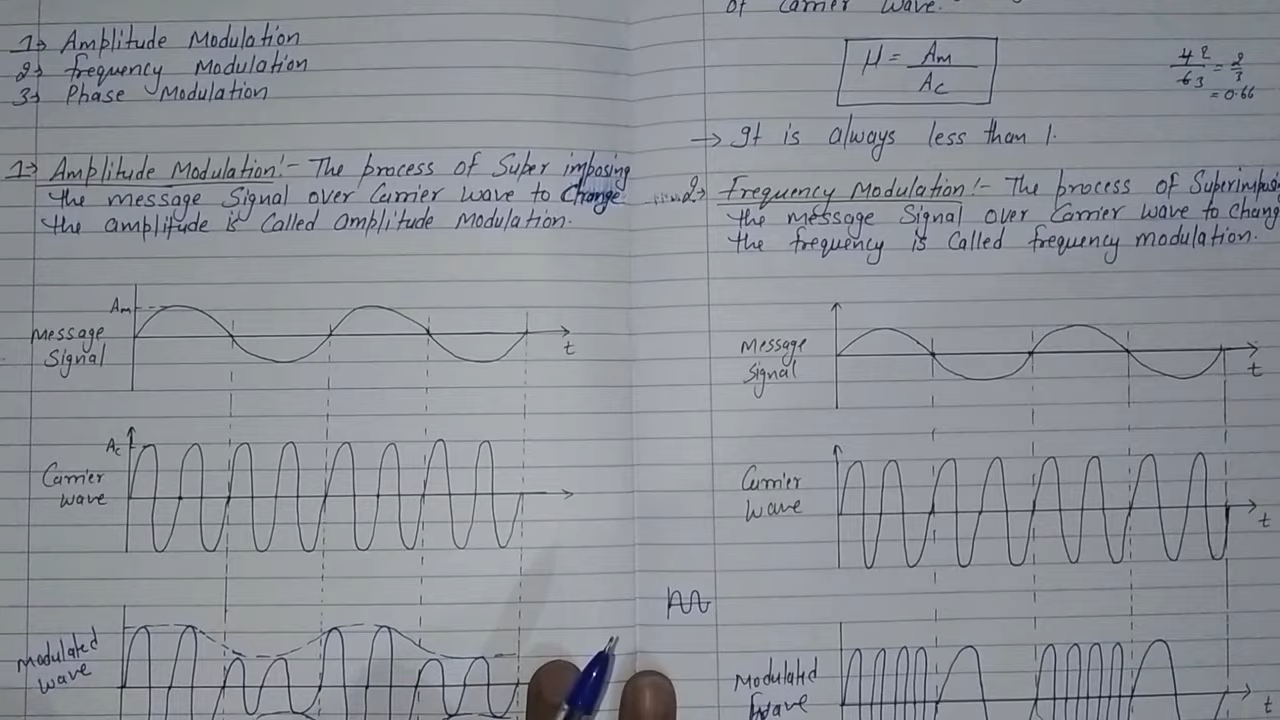 1→ Amplitude Modulation
2→ frequency Modulation
3→ Phase Modulation
1→ Amplitude Modulation:- The process of Super imposing
the message Signal over Carrier wave to Change
the amplitude is Called amplitude Modulation.
Am
Message
Signal
t
Ac
Carrier
wave
Modulated
wave
of Carrier wave.
μ = Am
Ac
4 2
6 3
= 2
3
= 0.66
→ It is always less than 1.
2→ Frequency Modulation:- The process of Superimpos
the message Signal over Carrier wave to Chang
the frequency is Called frequency modulation.
Message
Signal
t
Carrier
wave
t
Modulated
wave
t